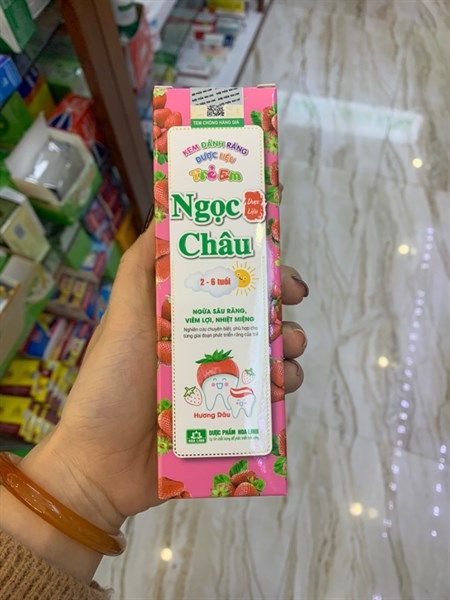 TEM CHỐNG HÀNG GIẢ
KEM ĐÁNH RĂNG
DƯỢC LIỆU
Trẻ Em
Ngọc
Dược
Liệu
Châu
2 - 6 tuổi
NGỪA SÂU RĂNG,
VIÊM LỢI, NHIỆT MIỆNG
Nghiên cứu chuyên biệt, phù hợp cho
từng giai đoạn phát triển răng của trẻ
Hương Dâu
HOA LINH
DƯỢC PHẨM HOA LINH